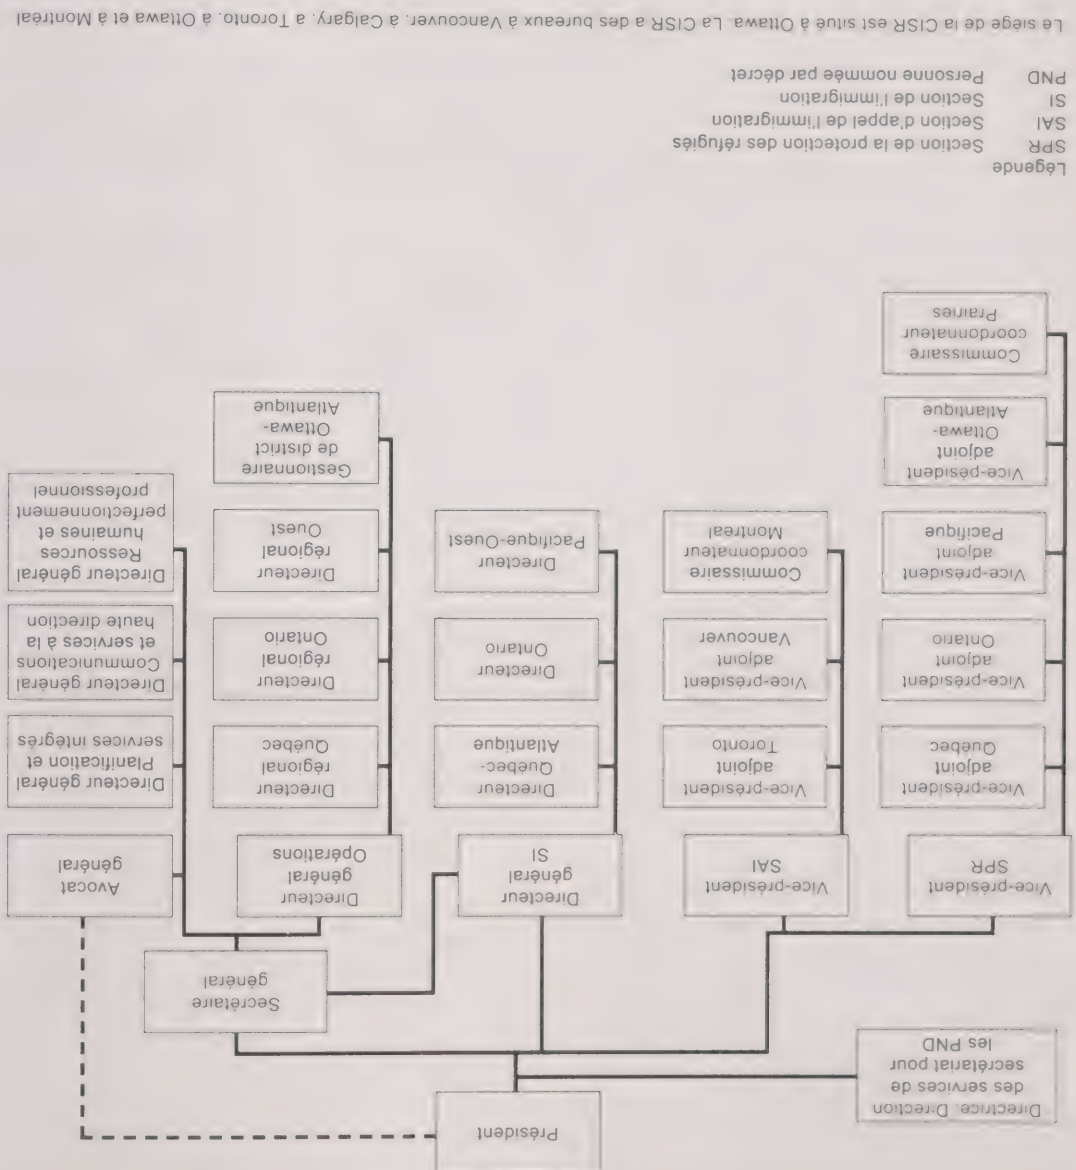 Président
Directrice, Direction
des services de
secrétariat pour
les PND
Secrétaire
général
Vice-président
SPR
Vice-président
SAI
Directeur
général
SI
Directeur
général
Opérations
Avocat
général
Vice-président
adjoint
Québec
Vice-président
adjoint
Toronto
Directeur
Québec-
Atlantique
Directeur
régional
Québec
Directeur général
Planification et
services intégrés
Vice-président
adjoint
Ontario
Vice-président
adjoint
Vancouver
Directeur
Ontario
Directeur
régional
Ontario
Directeur général
Communications
et services à la
haute direction
Vice-président
adjoint
Pacifique
Commissaire
coordonnateur
Montreal
Directeur
Pacifique-Ouest
Directeur
régional
Ouest
Directeur général
Ressources
humaines et
perfectionnement
professionnel
Vice-pésident
adjoint
Ottawa-
Atlantique
Gestionnaire
de district
Ottawa-
Atlantique
Commissaire
coordonnateur
Prairies
Légende
SPR Section de la protection des réfugiés
SAI Section d'appel de l'immigration
SI Section de l'immigration
PND Personne nommée par décret
Le siège de la CISR est situé à Ottawa. La CISR a des bureaux à Vancouver, à Calgary, a Toronto, à Ottawa et à Montréal